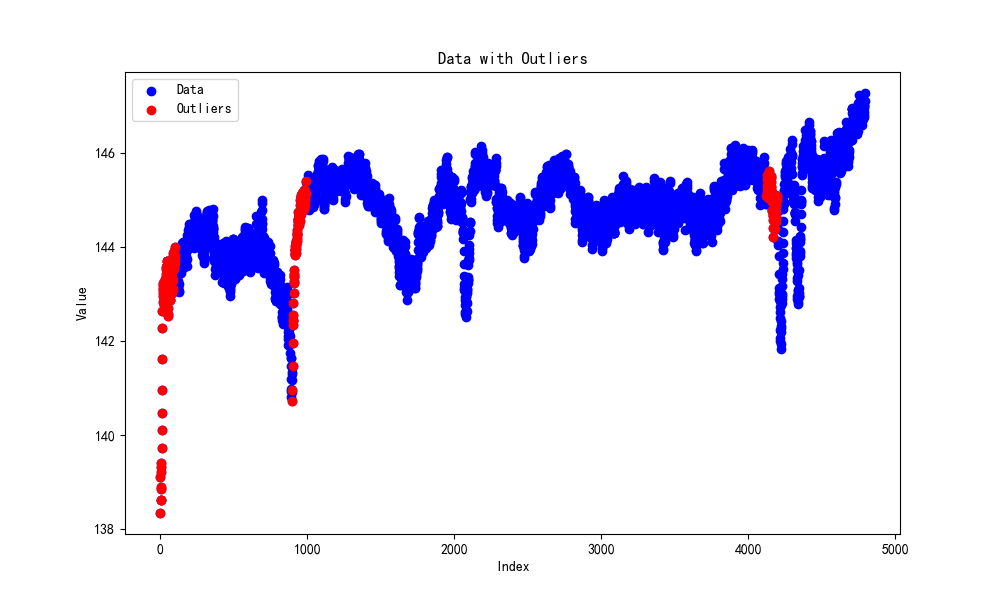 Data with Outliers
Data
Outliers
146
144
142
140
138
Value
0 1000 2000 3000 4000 5000
Index